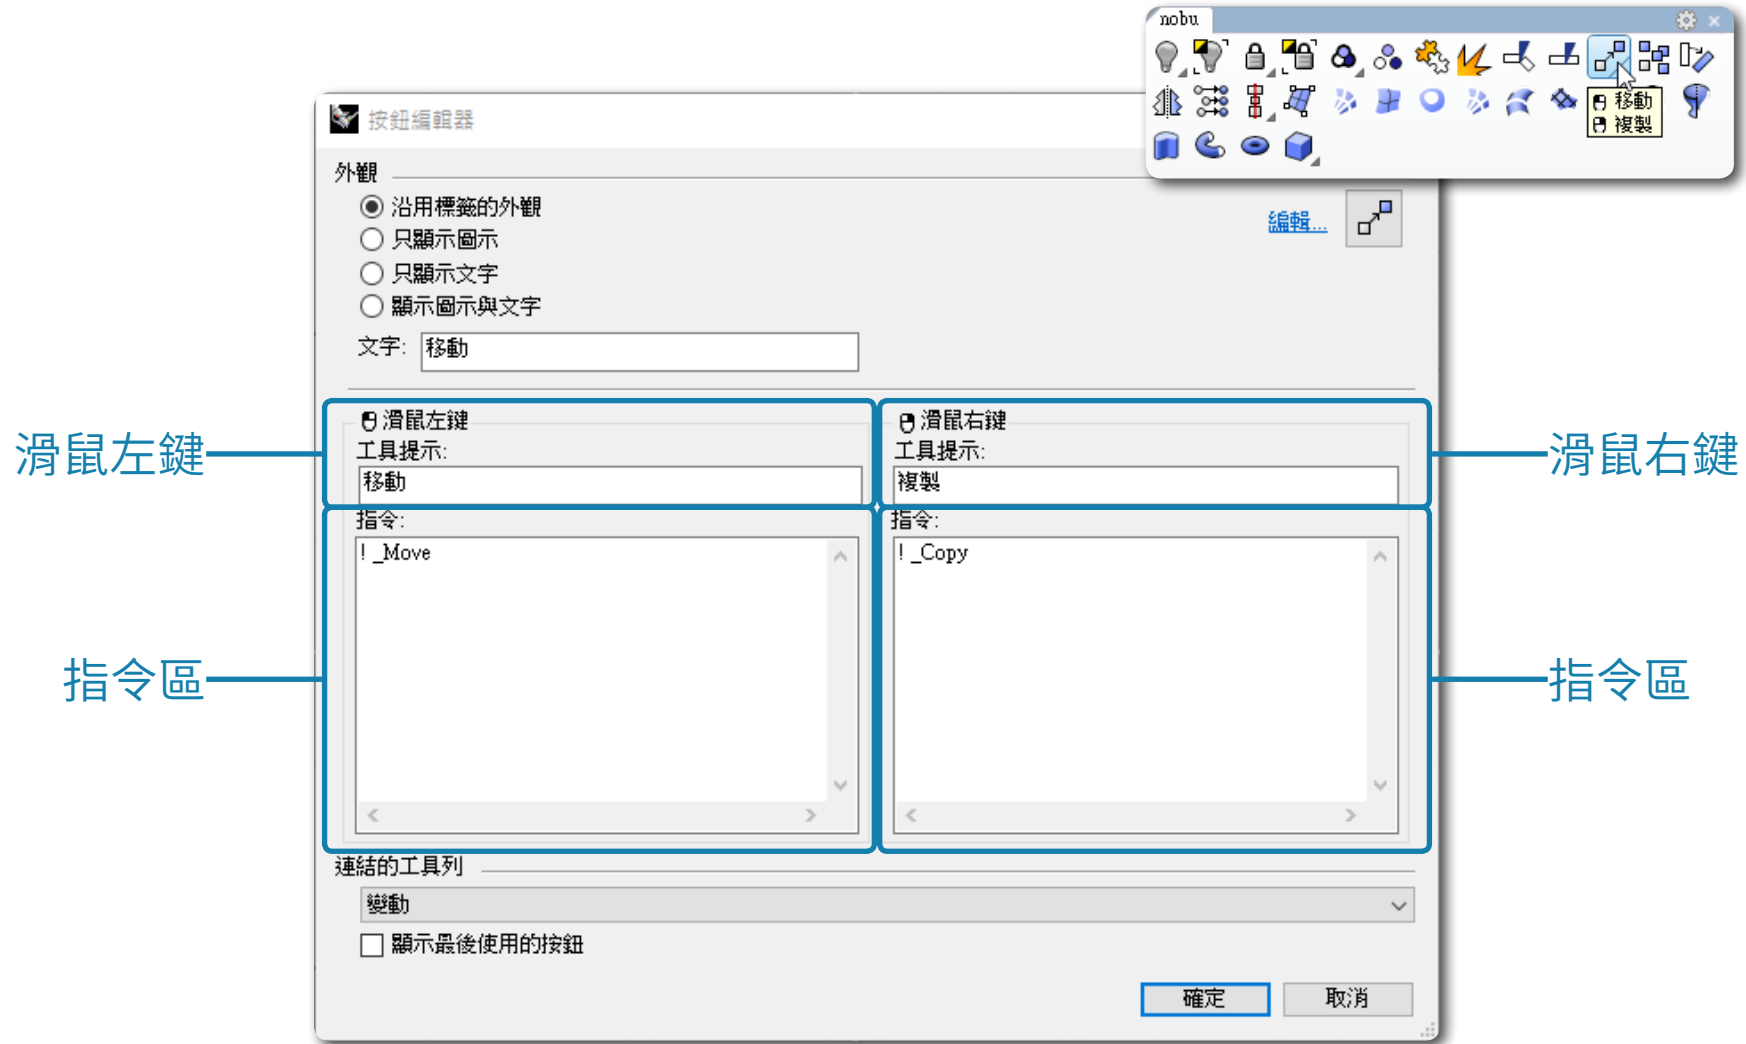 nobu
移動
複製
按鈕編輯器
外觀
沿用標籤的外觀
只顯示圖示
只顯示文字
顯示圖示與文字
編輯...
文字: 移動
滑鼠左鍵
滑鼠左鍵
工具提示:
移動
指令:
! _Move
指令區
滑鼠右鍵
滑鼠右鍵
工具提示:
複製
指令:
! _Copy
指令區
連結的工具列
變動
顯示最後使用的按鈕
確定
取消